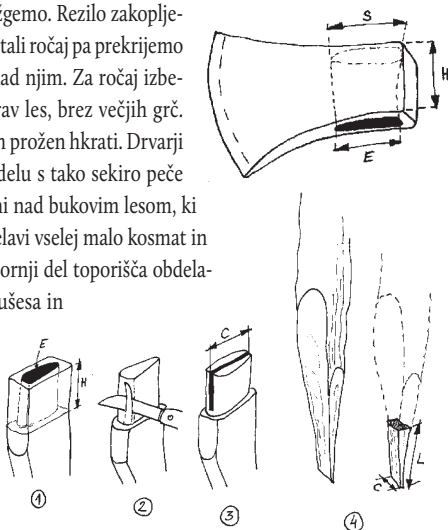 žgemo. Rezilo zakoplje-
tali ročaj pa prekrijemo
ad njim. Za ročaj izbe-
rav les, brez večjih grč.
n prožen hkrati. Drvarji
delu s tako sekiro peče
ni nad bukovim lesom, ki
elavi vselej malo kosmat in
ornji del toporišča obdela-
ušesa in
S
H
E
E
H
C
C
L
1
2
3
4